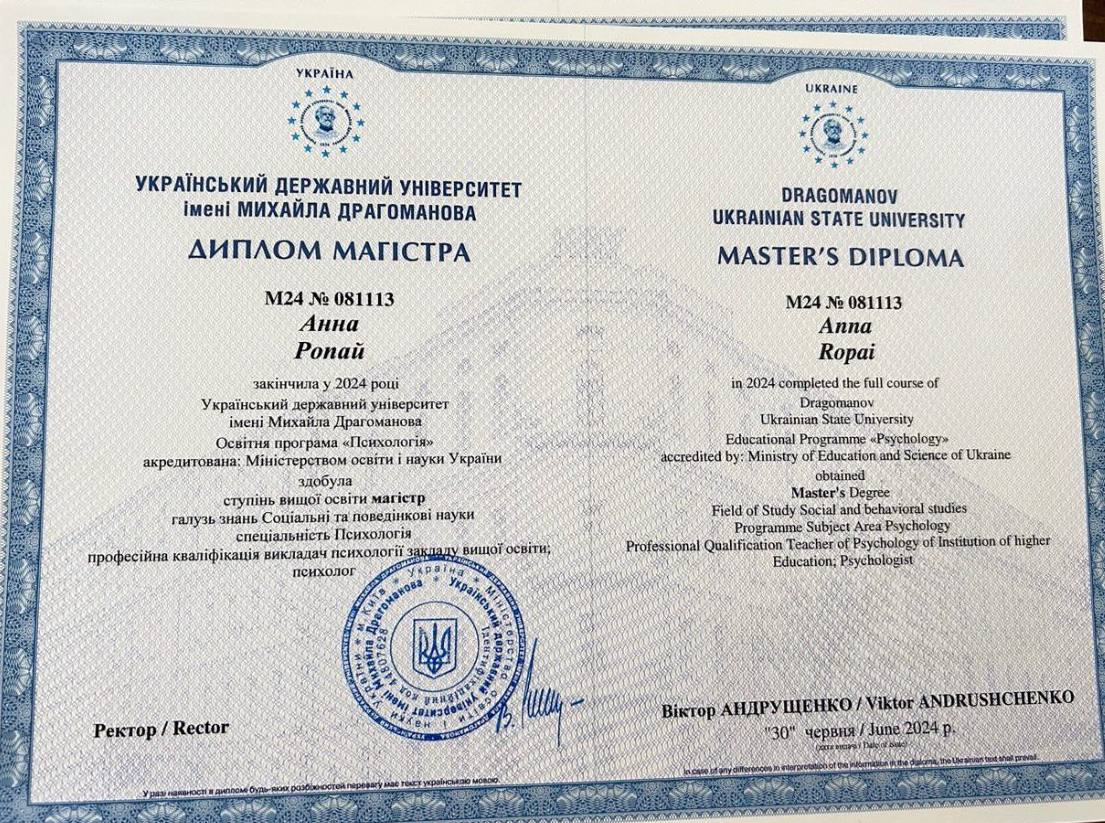 УКРАЇНА
УКРАЇНСЬКИЙ ДЕРЖАВНИЙ УНІВЕРСИТЕТ
імені МИХАЙЛА ДРАГОМАНОВА
ДИПЛОМ МАГІСТРА
М24 № 081113
Анна
Ропай
закінчила у 2024 році
Український державний університет
імені Михайла Драгоманова
Освітня програма «Психологія»
акредитована: Міністерством освіти і науки України
здобула
ступінь вищої освіти магістр
галузь знань Соціальні та поведінкові науки
спеціальність Психологія
професійна кваліфікація викладач психології закладу вищої освіти;
психолог
Україна * Міністерство освіти і науки України * м.Київ *
Український державний університет імені Михайла Драгоманова *
Ідентифікаційний код 44807628
Ректор / Rector
У разі наявності в дипломі будь-яких розбіжностей перевагу має текст українською мовою.
UKRAINE
DRAGOMANOV
UKRAINIAN STATE UNIVERSITY
MASTER'S DIPLOMA
М24 № 081113
Anna
Ropai
in 2024 completed the full course of
Dragomanov
Ukrainian State University
Educational Programme «Psychology»
accredited by: Ministry of Education and Science of Ukraine
obtained
Master's Degree
Field of Study Social and behavioral studies
Programme Subject Area Psychology
Professional Qualification Teacher of Psychology of Institution of higher
Education; Psychologist
Віктор АНДРУЩЕНКО / Viktor ANDRUSHCHENKO
"30" червня / June 2024 р.
(дата видачі / Date of Issue)
In case of any differences in interpretation of the information in the diploma, the Ukrainian text shall prevail.